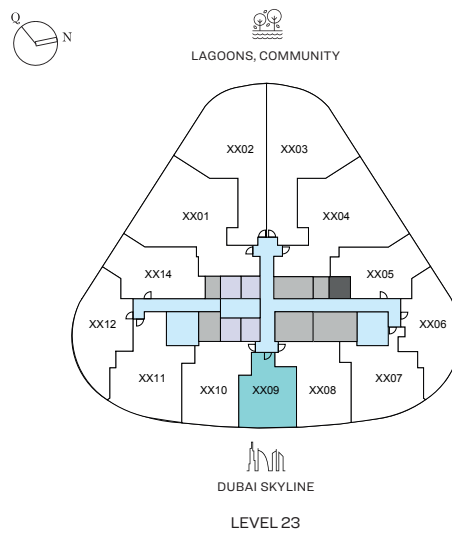 Q
N
LAGOONS, COMMUNITY
XX02 XX03
XX01 XX04
XX14 XX05
XX12 XX06
XX11 XX07
XX10 XX09 XX08
DUBAI SKYLINE
LEVEL 23